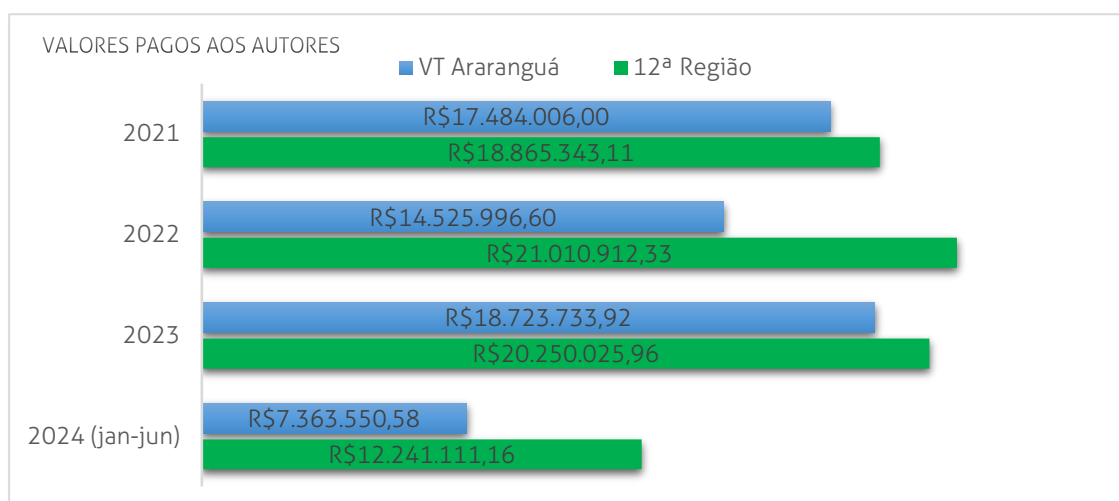 VALORES PAGOS AOS AUTORES
VT Araranguá 12ª Região
2021
R$17.484.006,00
R$18.865.343,11
2022
R$14.525.996,60
R$21.010.912,33
2023
R$18.723.733,92
R$20.250.025,96
2024 (jan-jun)
R$7.363.550,58
R$12.241.111,16